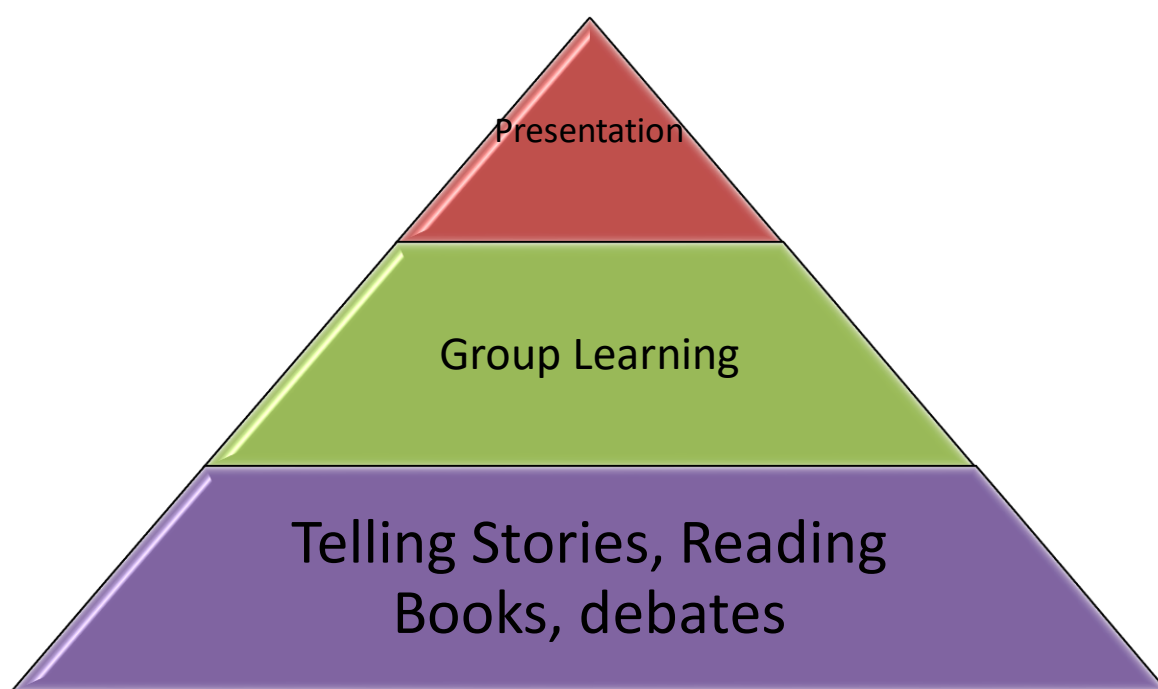 Presentation
Group Learning
Telling Stories, Reading
Books, debates